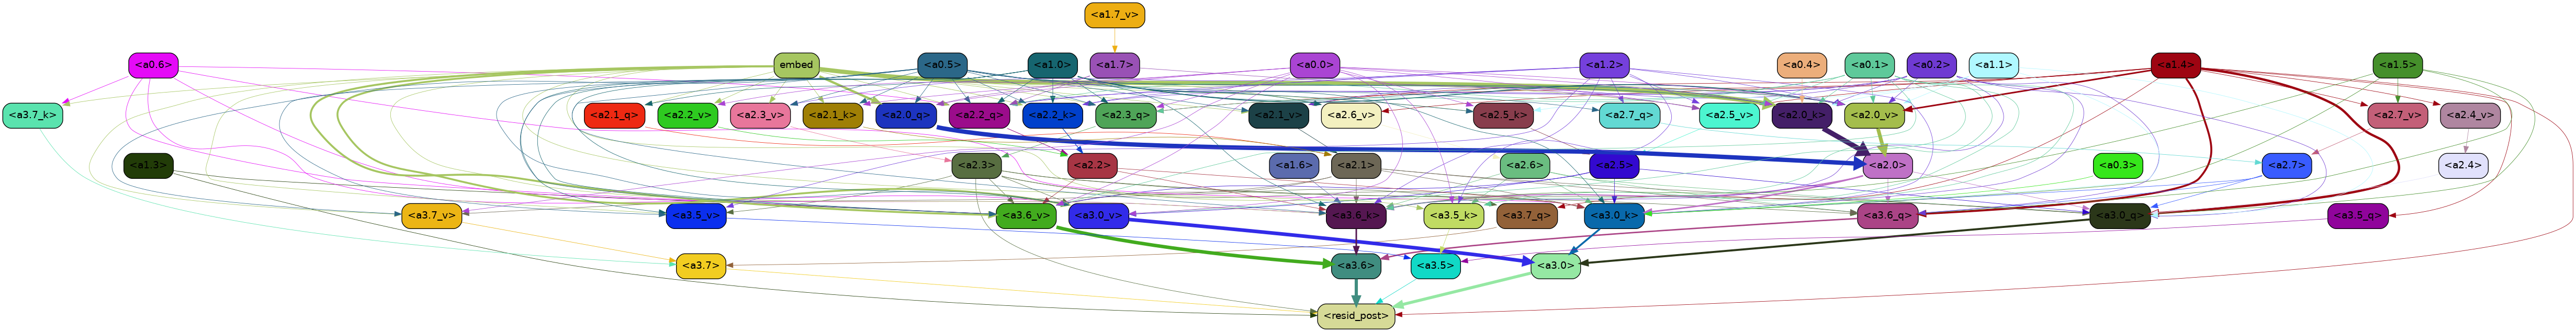 <a1.7_v>
<a0.6> embed <a0.5> <a1.0> <a1.7> <a0.0> <a1.2> <a0.4> <a0.1> <a0.2> <a1.1> <a1.4> <a1.5>
<a3.7_k> <a2.1_q> <a2.2_v> <a2.3_v> <a2.1_k> <a2.0_q> <a2.2_q> <a2.2_k> <a2.3_q> <a2.1_v> <a2.6_v> <a2.5_k> <a2.7_q> <a2.5_v> <a2.0_k> <a2.0_v> <a2.7_v> <a2.4_v>
<a1.3> <a2.3> <a2.2> <a1.6> <a2.1> <a2.6> <a2.5> <a2.0> <a0.3> <a2.7> <a2.4>
<a3.7_v> <a3.5_v> <a3.6_v> <a3.0_v> <a3.6_k> <a3.5_k> <a3.7_q> <a3.0_k> <a3.6_q> <a3.0_q> <a3.5_q>
<a3.7> <a3.6> <a3.5> <a3.0>
<resid_post>